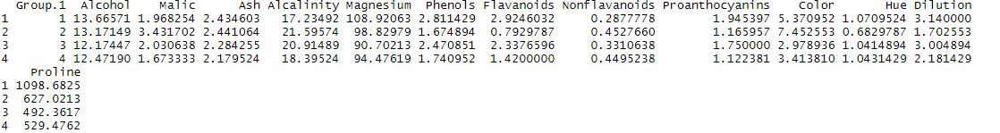 Group.1 Alcohol Malic Ash Alcalinity Magnesium Phenols Flavanoids Nonflavanoids Proanthocyanins Color Hue Dilution
1 1 13.66571 1.968254 2.434603 17.23492 108.92063 2.811429 2.9246032 0.2877778 1.945397 5.370952 1.0709524 3.140000
2 2 13.17149 3.431702 2.441064 21.59574 98.82979 1.674894 0.7929787 0.4527660 1.165957 7.452553 0.6829787 1.702553
3 3 12.17447 2.030638 2.284255 20.91489 90.70213 2.470851 2.3376596 0.3310638 1.750000 2.978936 1.0414894 3.004894
4 4 12.47190 1.673333 2.179524 18.39524 94.47619 1.740952 1.4200000 0.4495238 1.122381 3.413810 1.0431429 2.181429
Proline
1 1098.6825
2 627.0213
3 492.3617
4 529.4762